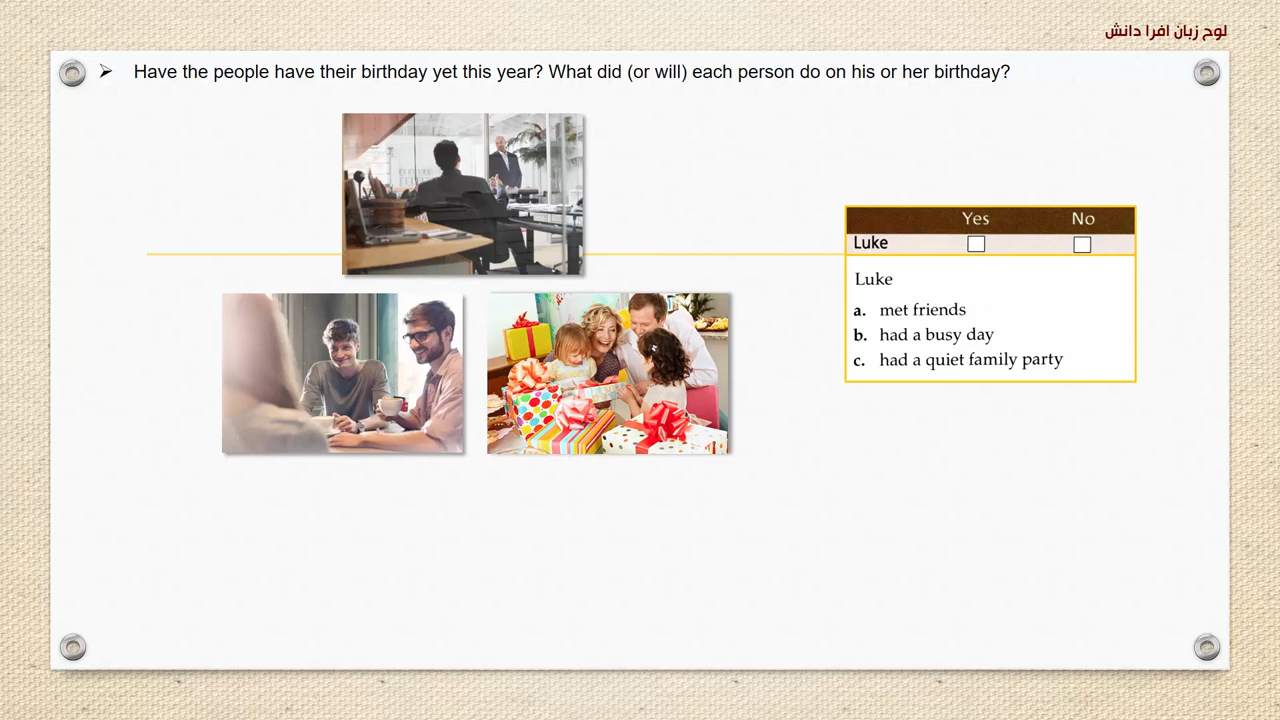 لوح زبان افرا دانش
Have the people have their birthday yet this year? What did (or will) each person do on his or her birthday?
Yes No
Luke
Luke
a. met friends
b. had a busy day
c. had a quiet family party